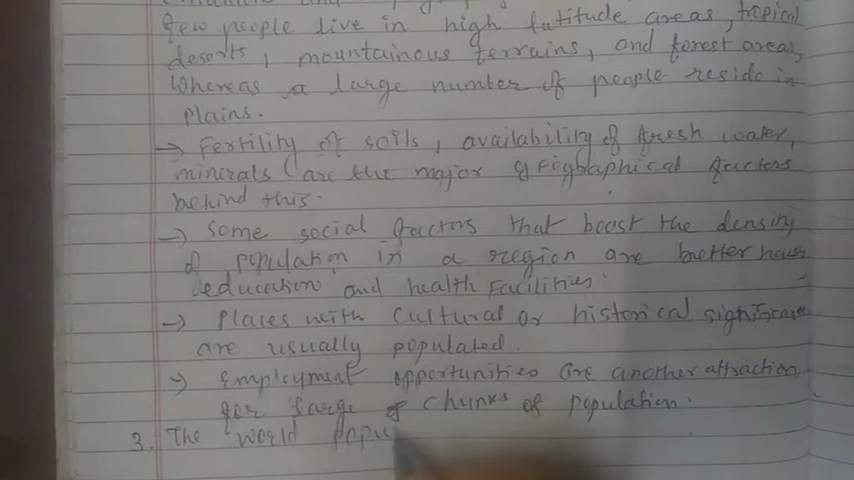 few people live in high latitude areas, tropical
deserts, mountainous terrains, and forest areas,
Whereas a large number of people reside in
plains.
→ Fertility of soils, availability of fresh water,
minerals are the major geographical factors
behind this.
→ Some social factors that boost the density
of population in a region are better
education and health Facilities.
→ Places with Cultural or historical significance
are usually populated.
→ Employment opportunities are another attraction
for large chunks of population.
3. The World Popu